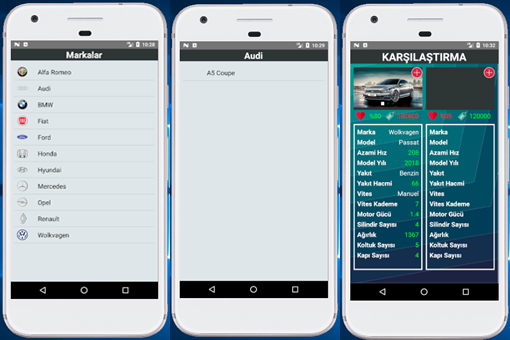 10:28
Markalar
Alfa Romeo
Audi
BMW
Fiat
Ford
Honda
Hyundai
Mercedes
Opel
Renault
Wolkvagen
10:29
Audi
A5 Coupe
10:32
KARŞILAŞTIRMA
%80
120000
Marka Wolkvagen
Model Passat
Azami Hız 208
Model Yılı 2018
Yakıt Benzin
Yakıt Hacmi 66
Vites Manuel
Vites Kademe 7
Motor Gücü 1.4
Silindir Sayısı 4
Ağırlık 1367
Koltuk Sayısı 5
Kapı Sayısı 4
Marka
Model
Azami Hız
Model Yılı
Yakıt
Yakıt Hacmi
Vites
Vites Kademe
Motor Gücü
Silindir Sayısı
Ağırlık
Koltuk Sayısı
Kapı Sayısı